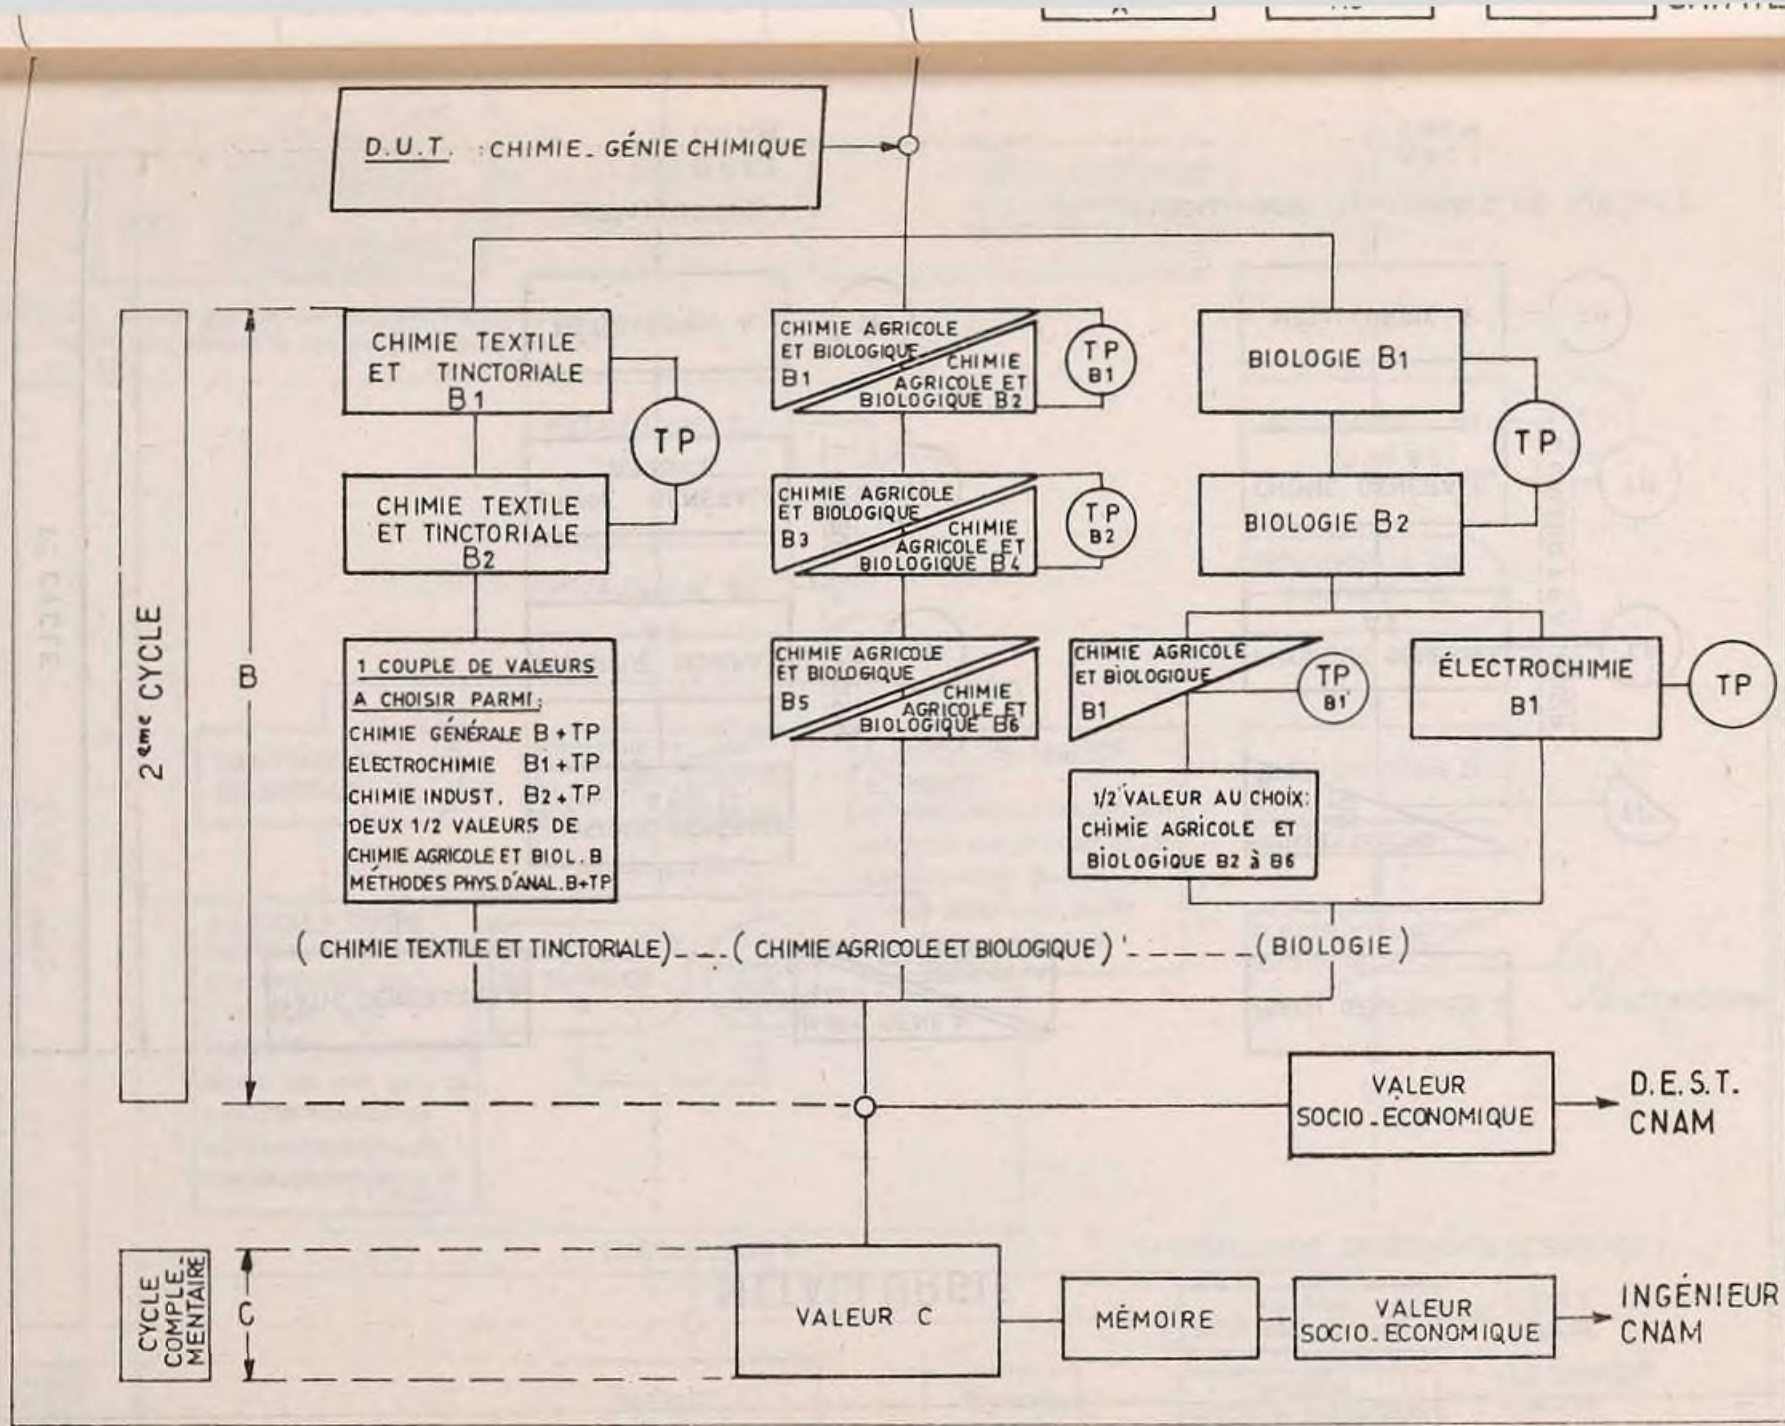 D.U.T. : CHIMIE_ GÉNIE CHIMIQUE
2eme CYCLE
B
CHIMIE TEXTILE
ET TINCTORIALE
B1
TP
CHIMIE TEXTILE
ET TINCTORIALE
B2
1 COUPLE DE VALEURS
A CHOISIR PARMI:
CHIMIE GÉNÉRALE B + TP
ELECTROCHIMIE B1 + TP
CHIMIE INDUST. B2 + TP
DEUX 1/2 VALEURS DE
CHIMIE AGRICOLE ET BIOL. B
MÉTHODES PHYS. D'ANAL. B+TP
CHIMIE AGRICOLE
ET BIOLOGIQUE
B1
CHIMIE
AGRICOLE ET
BIOLOGIQUE B2
TP
B1
CHIMIE AGRICOLE
ET BIOLOGIQUE
B3
CHIMIE
AGRICOLE ET
BIOLOGIQUE B4
TP
B2
CHIMIE AGRICOLE
ET BIOLOGIQUE
B5
CHIMIE
AGRICOLE ET
BIOLOGIQUE B6
BIOLOGIE B1
TP
BIOLOGIE B2
CHIMIE AGRICOLE
ET BIOLOGIQUE
B1
TP
B1
1/2 VALEUR AU CHOIX:
CHIMIE AGRICOLE ET
BIOLOGIQUE B2 à B6
ÉLECTROCHIMIE
B1
TP
( CHIMIE TEXTILE ET TINCTORIALE)_ _ _ _( CHIMIE AGRICOLE ET BIOLOGIQUE) _ _ _ _ _ (BIOLOGIE)
VALEUR
SOCIO_ECONOMIQUE
D.E.S.T.
CNAM
CYCLE
COMPLE_
MENTAIRE
C
VALEUR C
MÉMOIRE
VALEUR
SOCIO_ECONOMIQUE
INGÉNIEUR
CNAM